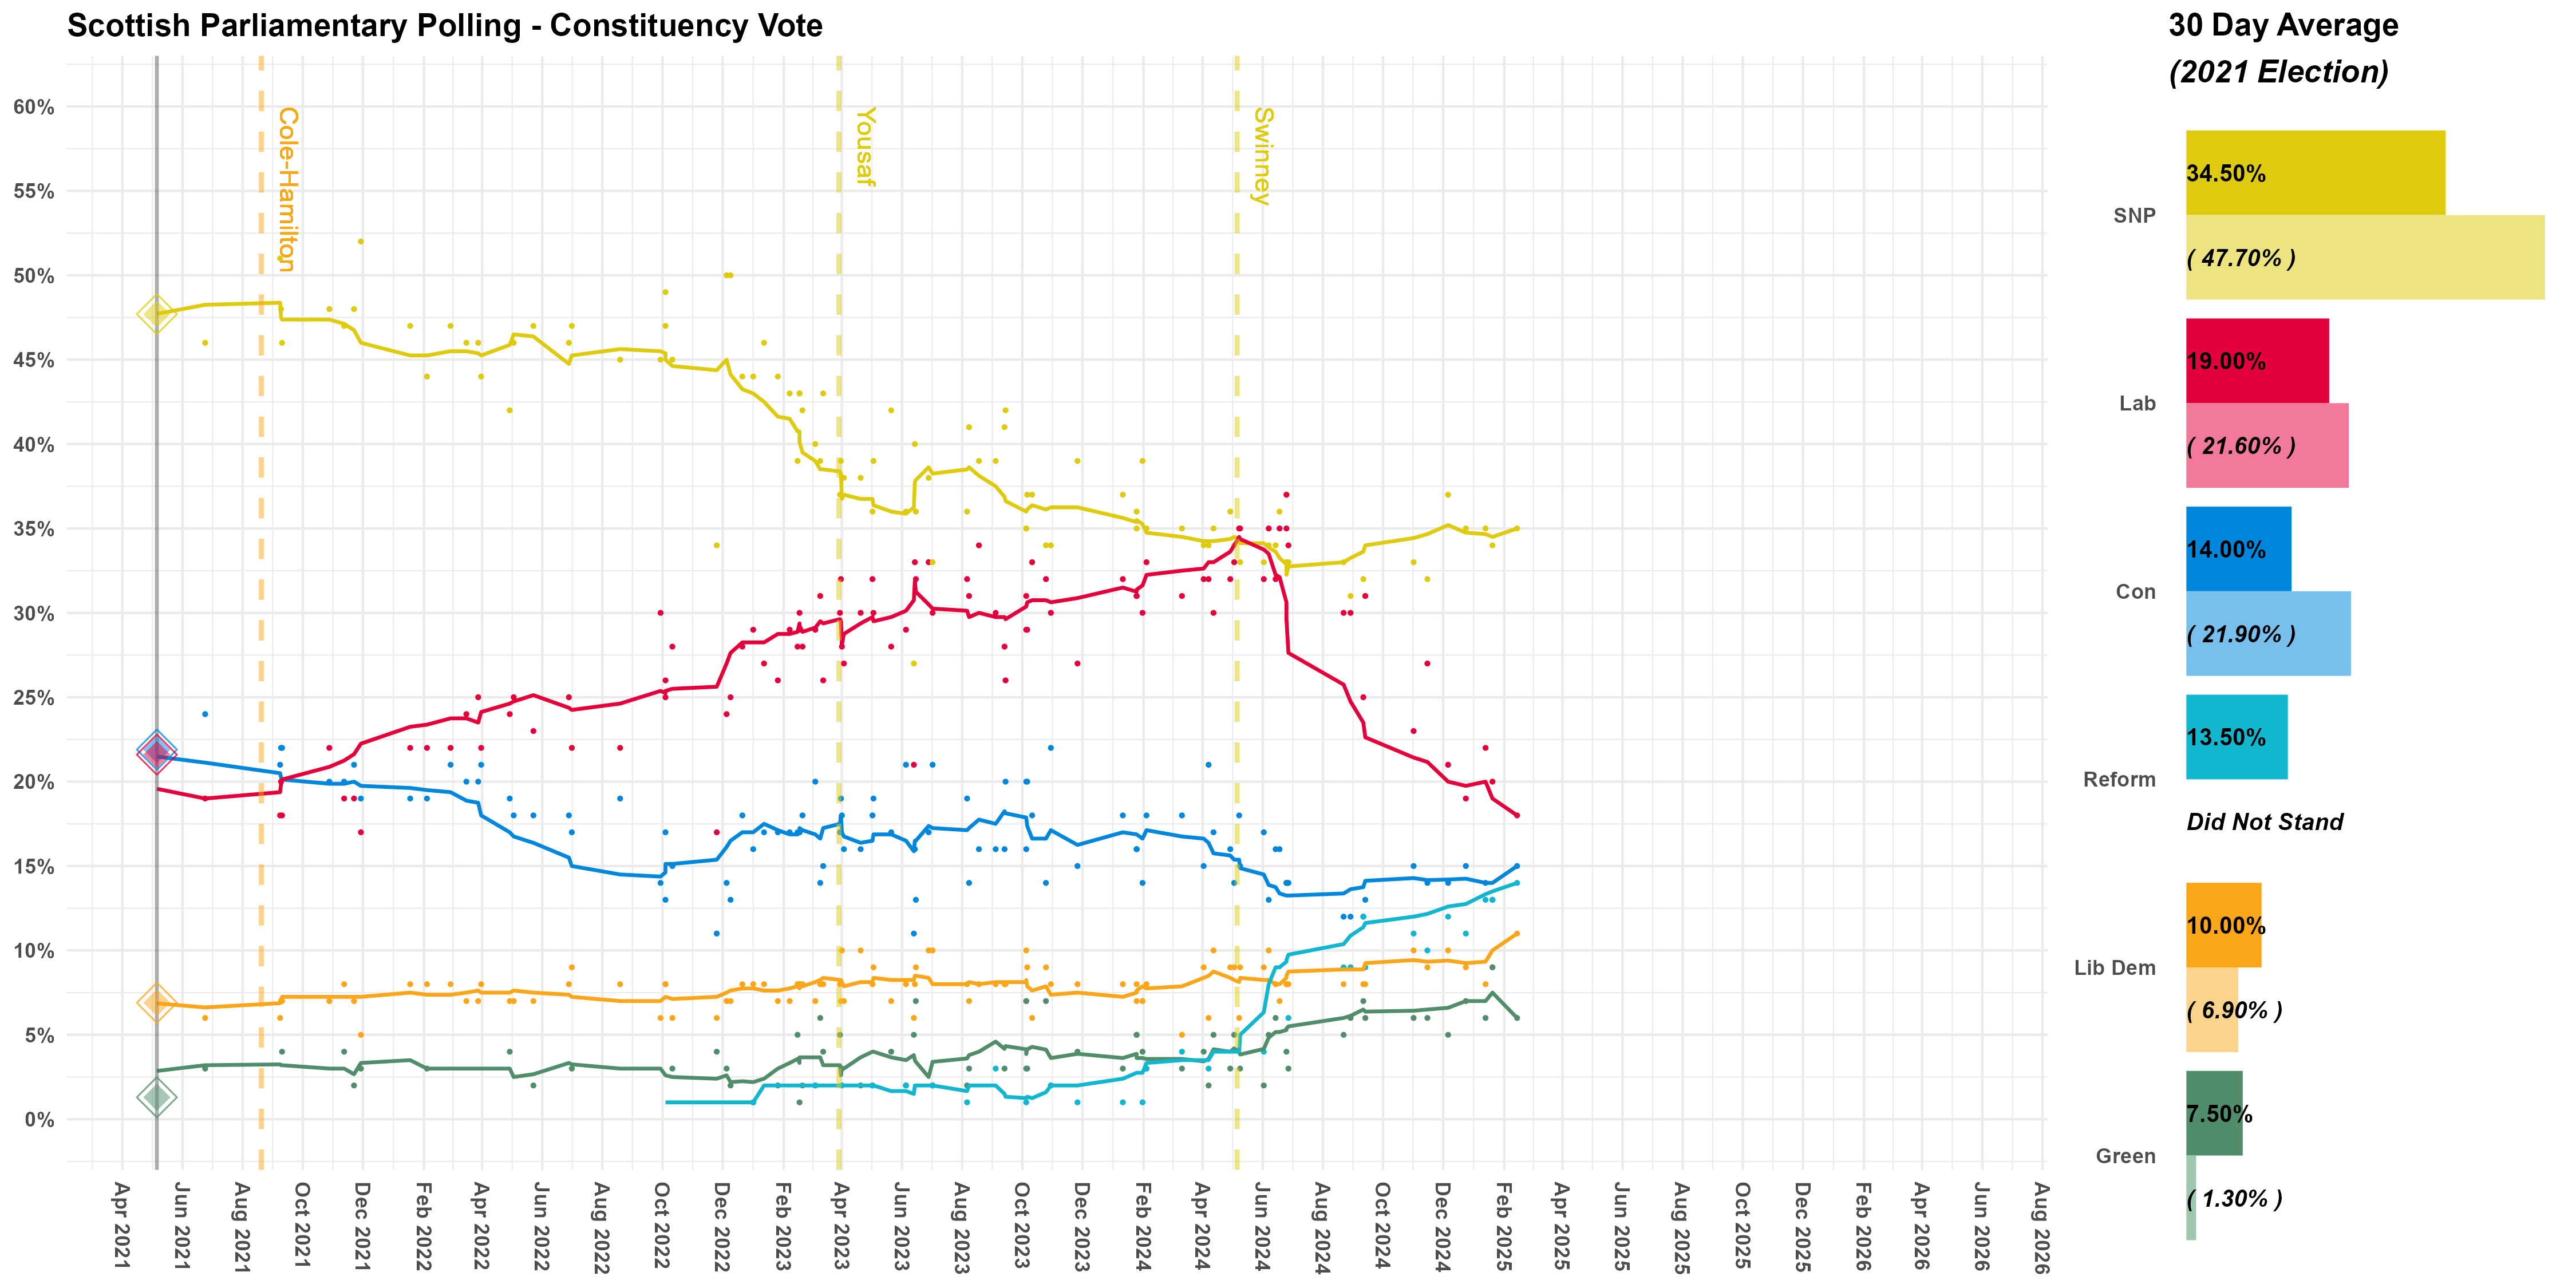 Scottish Parliamentary Polling - Constituency Vote
30 Day Average
(2021 Election)
60%
55%
50%
45%
40%
35%
30%
25%
20%
15%
10%
5%
0%
Cole-Hamilton
Yousaf
Swinney
Apr 2021
Jun 2021
Aug 2021
Oct 2021
Dec 2021
Feb 2022
Apr 2022
Jun 2022
Aug 2022
Oct 2022
Dec 2022
Feb 2023
Apr 2023
Jun 2023
Aug 2023
Oct 2023
Dec 2023
Feb 2024
Apr 2024
Jun 2024
Aug 2024
Oct 2024
Dec 2024
Feb 2025
Apr 2025
Jun 2025
Aug 2025
Oct 2025
Dec 2025
Feb 2026
Apr 2026
Jun 2026
Aug 2026
SNP
34.50%
( 47.70% )
Lab
19.00%
( 21.60% )
Con
14.00%
( 21.90% )
Reform
13.50%
Did Not Stand
Lib Dem
10.00%
( 6.90% )
Green
7.50%
( 1.30% )